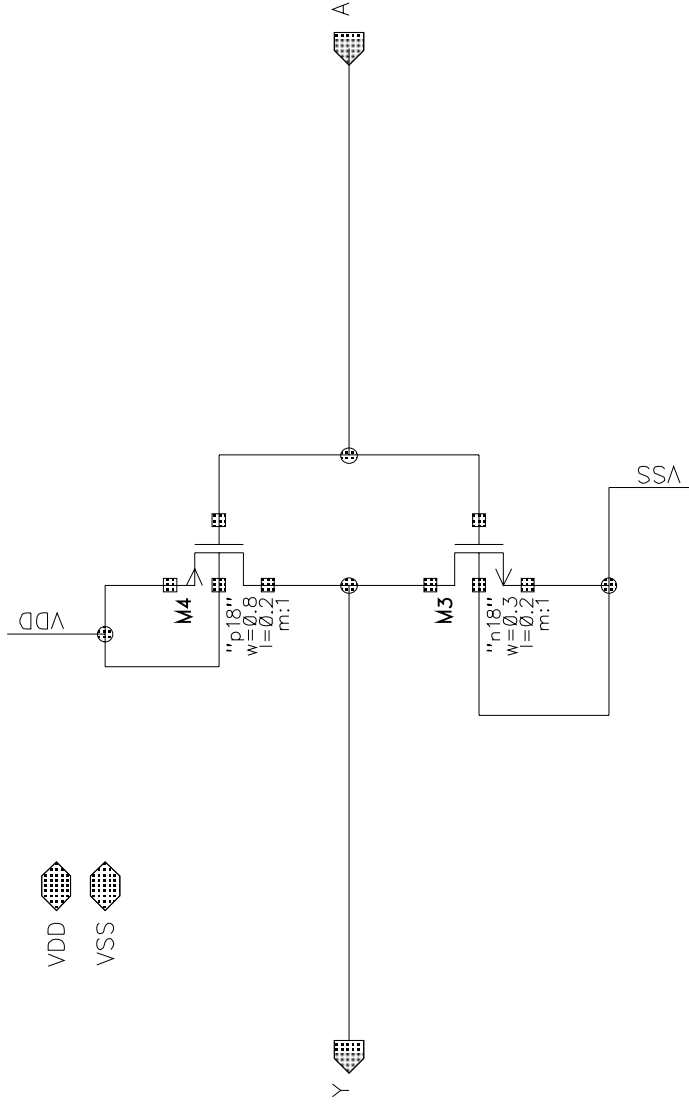 A
VSS
VDD
M4
"p18"
w=0.8
l=0.2
m:1
M3
"n18"
w=0.3
l=0.2
m:1
VDD
VSS
Y